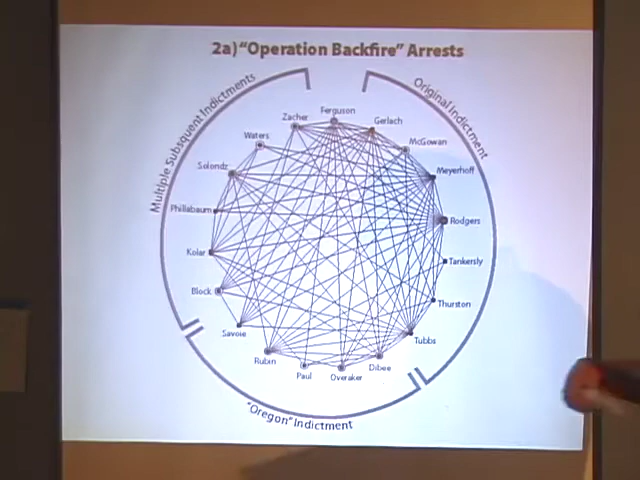 2a) “Operation Backfire” Arrests
Multiple Subsquent Indictments
Original Indictment
Ferguson
Zacher
Gerlach
Waters
McGowan
Solondz
Meyerhoff
Phillabaum
Rodgers
Kolar
Tankersly
Block
Thurston
Savoie
Tubbs
Rubin
Dibee
Paul
Overaker
"Oregon" Indictment